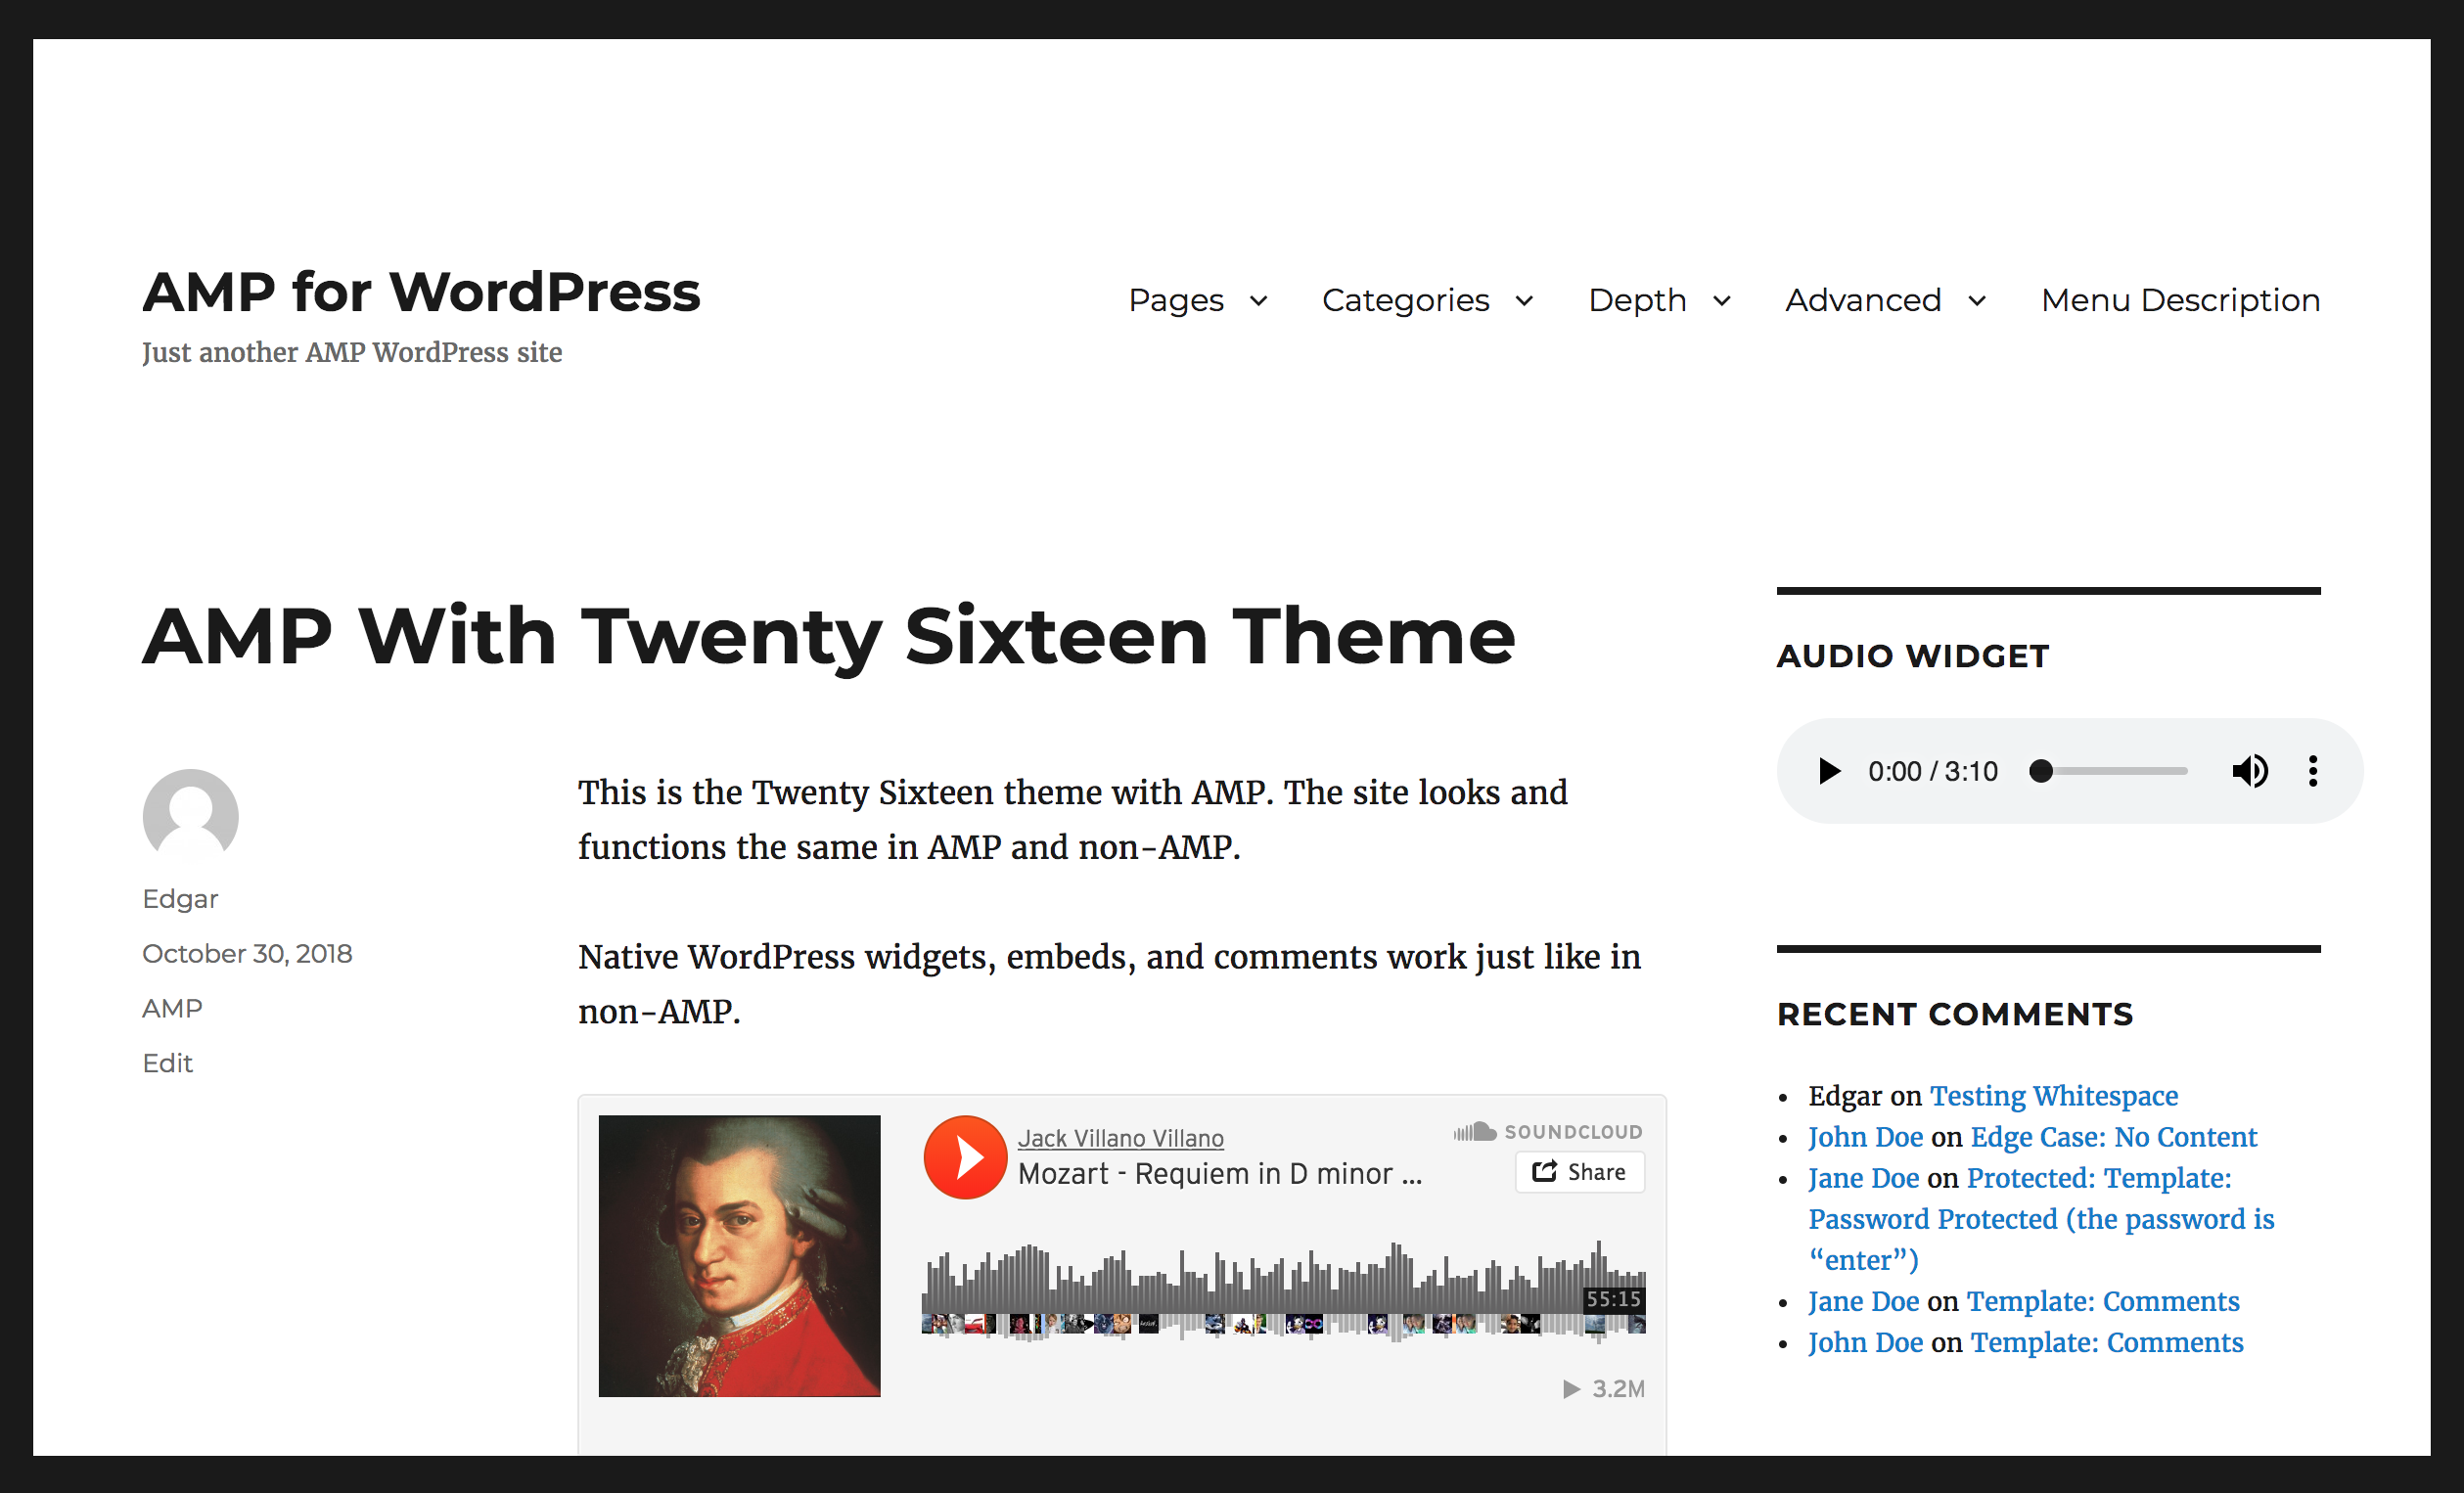 AMP for WordPress
Just another AMP WordPress site
Pages
Categories
Depth
Advanced
Menu Description
AMP With Twenty Sixteen Theme
Edgar
October 30, 2018
AMP
Edit
This is the Twenty Sixteen theme with AMP. The site looks and
functions the same in AMP and non-AMP.
Native WordPress widgets, embeds, and comments work just like in
non-AMP.
Jack Villano Villano
Mozart - Requiem in D minor ...
SOUNDCLOUD
Share
55:15
3.2M
AUDIO WIDGET
0:00 / 3:10
RECENT COMMENTS
• Edgar on Testing Whitespace
• John Doe on Edge Case: No Content
• Jane Doe on Protected: Template:
Password Protected (the password is
“enter”)
• Jane Doe on Template: Comments
• John Doe on Template: Comments